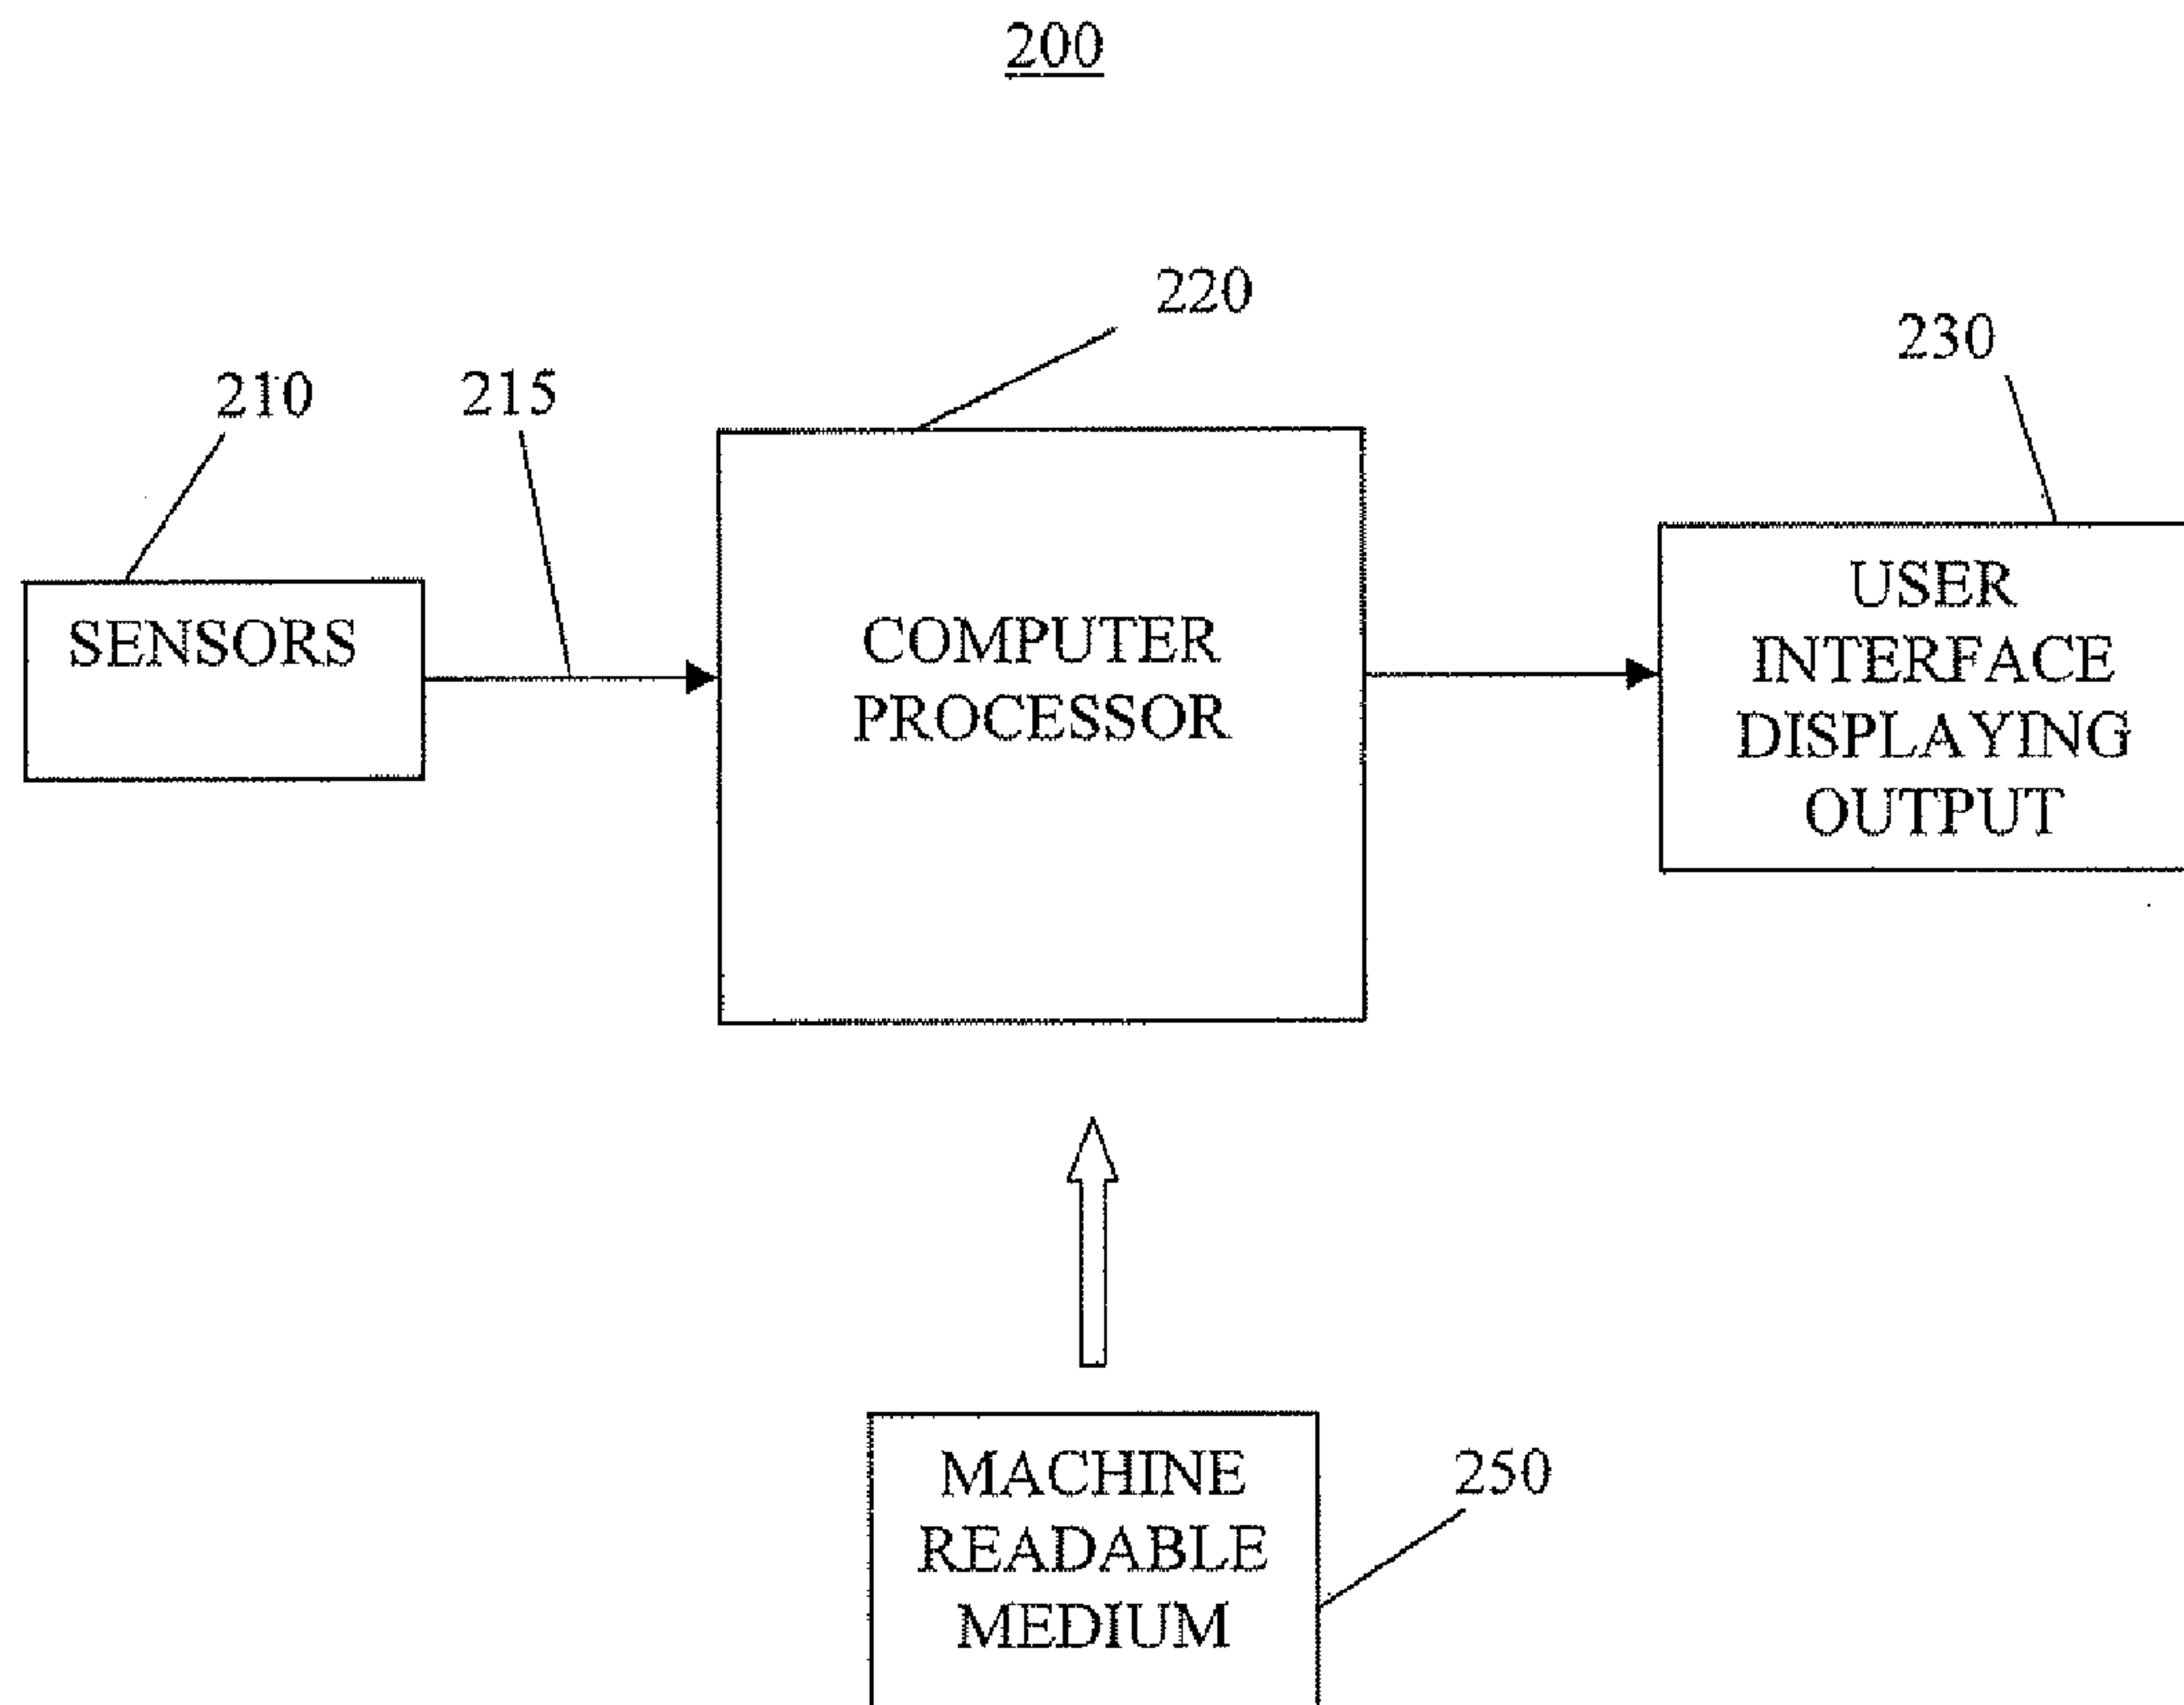 200
220
230
210
215
SENSORS
COMPUTER
PROCESSOR
USER
INTERFACE
DISPLAYING
OUTPUT
MACHINE
READABLE
MEDIUM
250